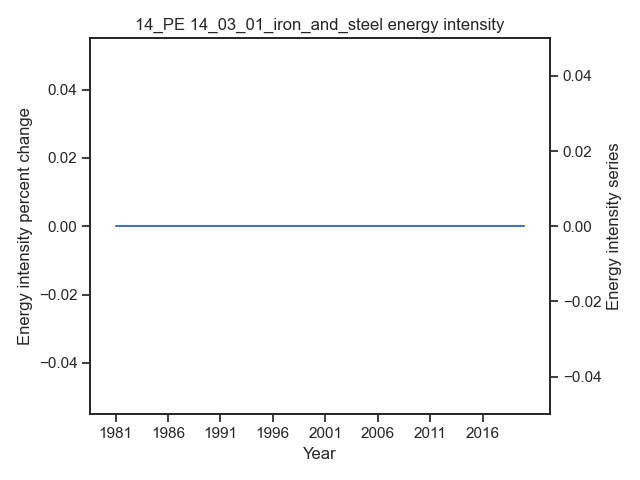 14_PE 14_03_01_iron_and_steel energy intensity
Energy intensity percent change
0.04
0.02
0.00
−0.02
−0.04
0.04
0.02
0.00
−0.02
−0.04
Energy intensity series
1981 1986 1991 1996 2001 2006 2011 2016
Year